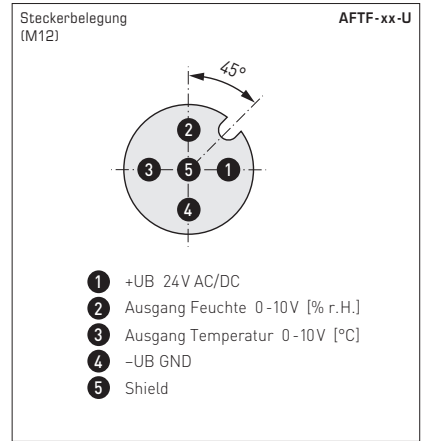 Steckerbelegung AFTF-xx-U
(M12)
45°
2
3 5 1
4
1 +UB 24V AC/DC
2 Ausgang Feuchte 0-10V [% r.H.]
3 Ausgang Temperatur 0-10V [°C]
4 –UB GND
5 Shield